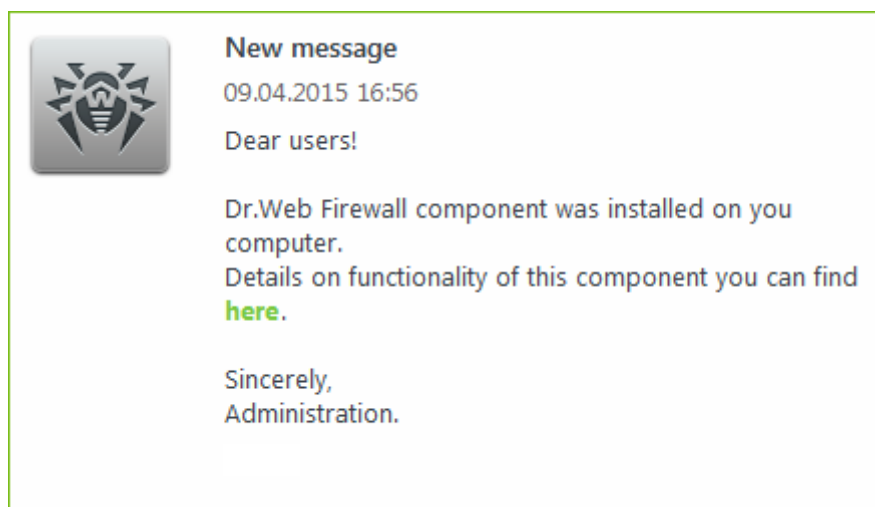 New message
09.04.2015 16:56
Dear users!
Dr.Web Firewall component was installed on you
computer.
Details on functionality of this component you can find
here.
Sincerely,
Administration.